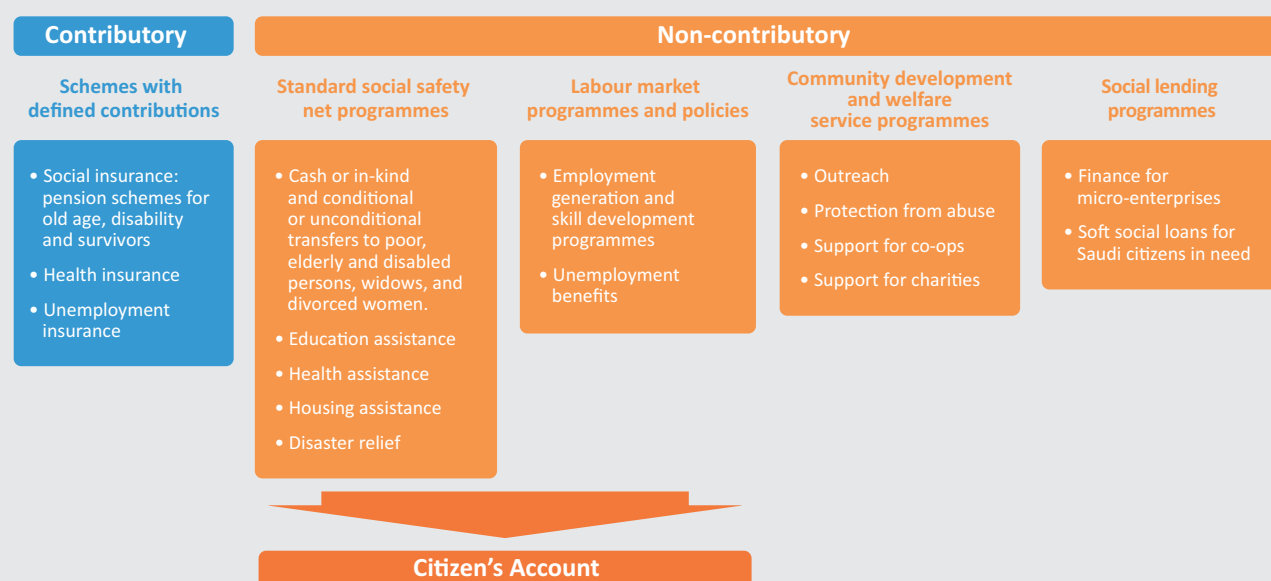 Contributory
Non-contributory
Schemes with
defined contributions
Standard social safety
net programmes
Labour market
programmes and policies
Community development
and welfare
service programmes
Social lending
programmes
• Social insurance:
pension schemes for
old age, disability
and survivors
• Health insurance
• Unemployment
insurance
• Cash or in-kind
and conditional
or unconditional
transfers to poor,
elderly and disabled
persons, widows, and
divorced women.
• Education assistance
• Health assistance
• Housing assistance
• Disaster relief
• Employment
generation and
skill development
programmes
• Unemployment
benefits
• Outreach
• Protection from abuse
• Support for co-ops
• Support for charities
• Finance for
micro-enterprises
• Soft social loans for
Saudi citizens in need
Citizen’s Account